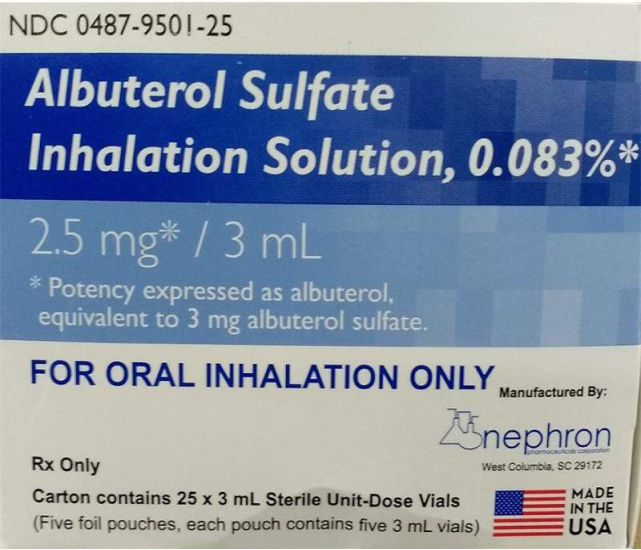 NDC 0487-9501-25
Albuterol Sulfate
Inhalation Solution, 0.083%*
2.5 mg* / 3 mL
* Potency expressed as albuterol,
equivalent to 3 mg albuterol sulfate.
FOR ORAL INHALATION ONLY
Manufactured By:
nephron
pharmaceuticals corporation
West Columbia, SC 29172
Rx Only
Carton contains 25 x 3 mL Sterile Unit-Dose Vials
(Five foil pouches, each pouch contains five 3 mL vials)
MADE
IN THE
USA